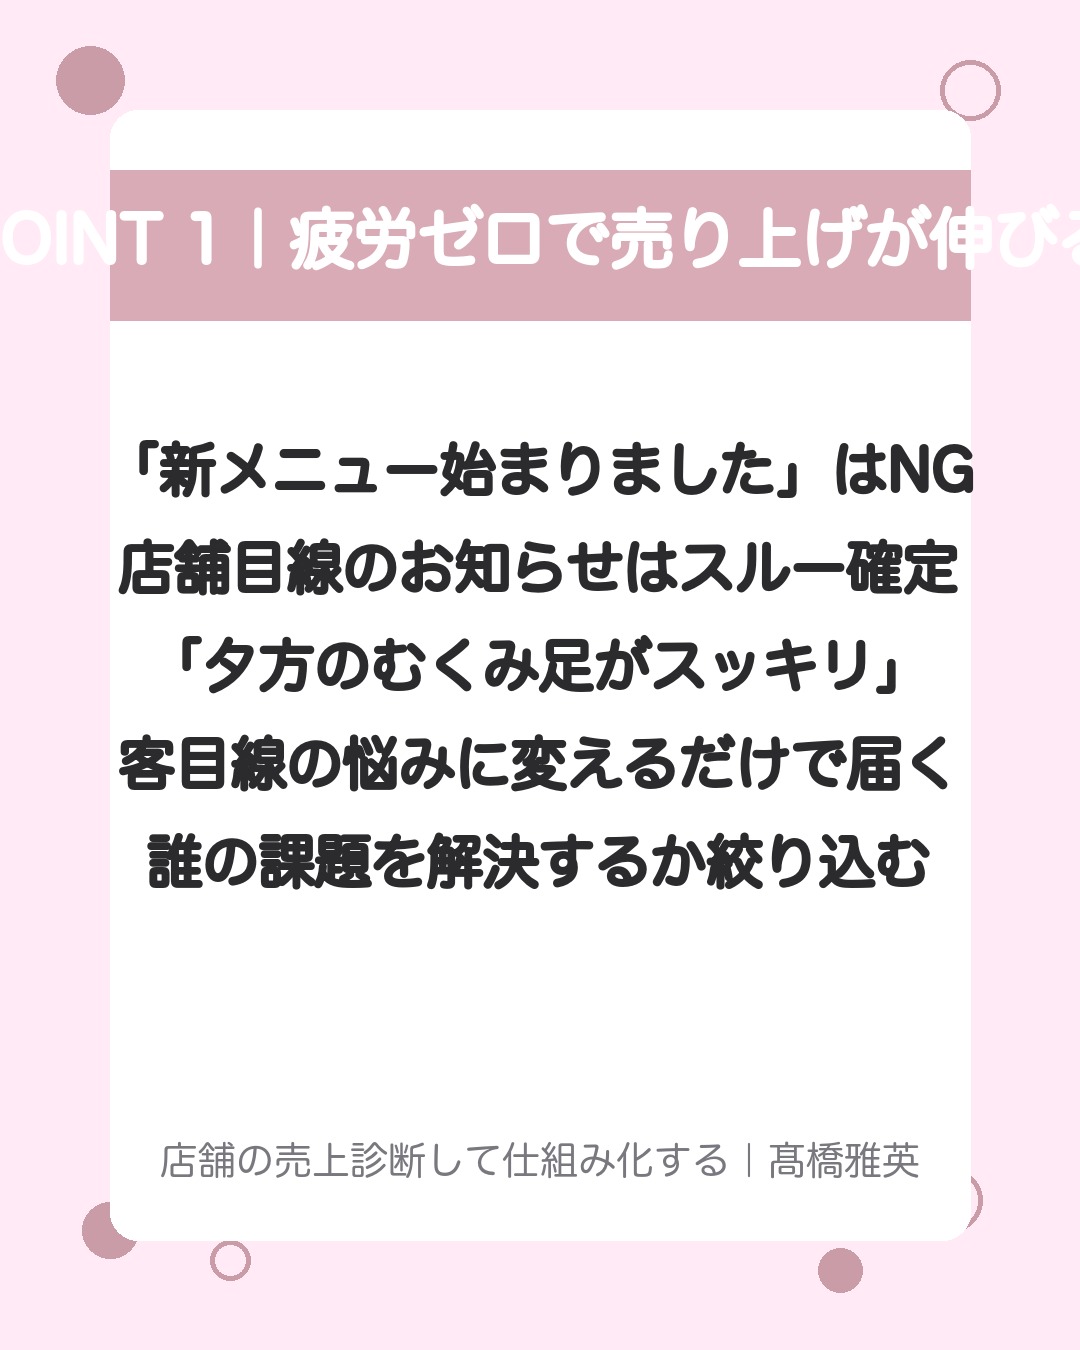 OINT 1｜疲労ゼロで売り上げが伸びる
「新メニュー始まりました」はNG
店舗目線のお知らせはスルー確定
「夕方のむくみ足がスッキリ」
客目線の悩みに変えるだけで届く
誰の課題を解決するか絞り込む
店舗の売上診断して仕組み化する｜髙橋雅英